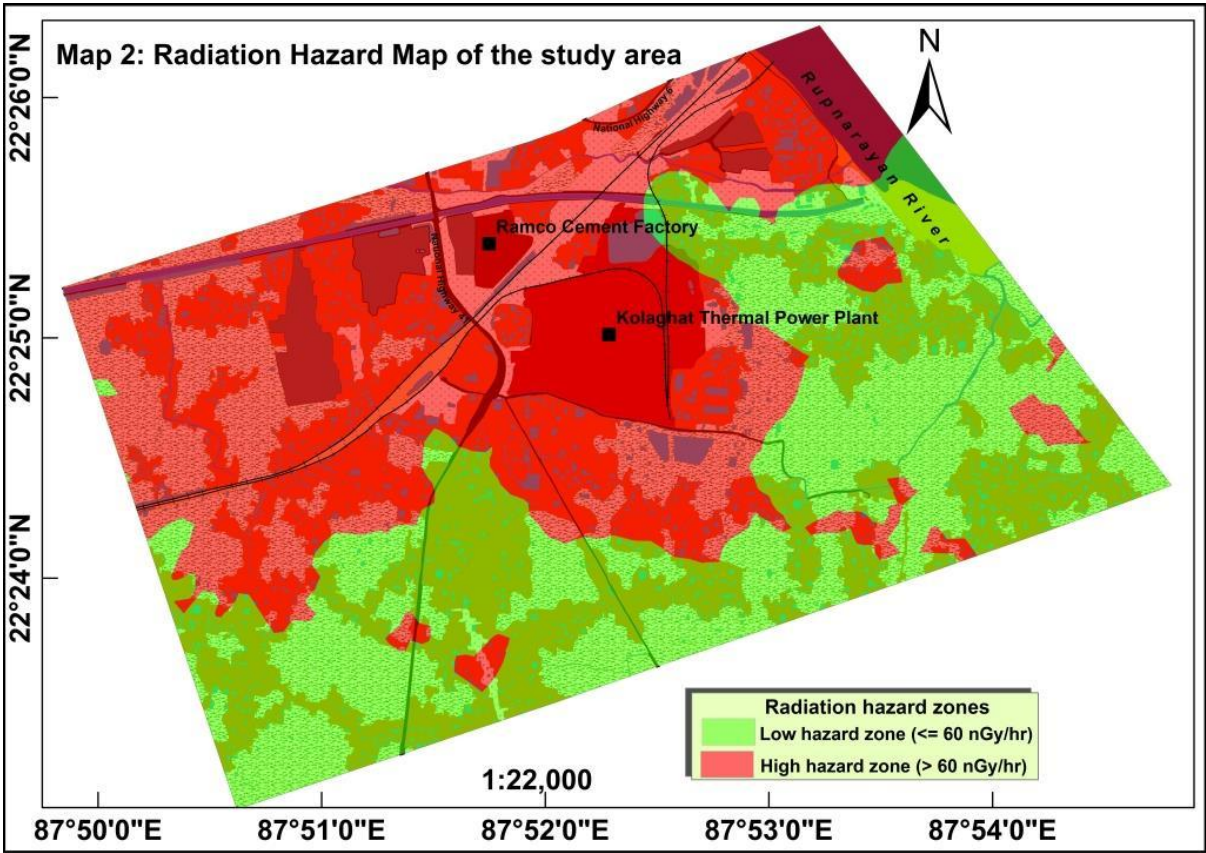 Map 2: Radiation Hazard Map of the study area
N
22°26'0"N
22°25'0"N
22°24'0"N
National Highway 6
Rupnarayan River
Ramco Cement Factory
National Highway 41
Kolaghat Thermal Power Plant
Radiation hazard zones
Low hazard zone (<= 60 nGy/hr)
High hazard zone (> 60 nGy/hr)
1:22,000
87°50'0"E
87°51'0"E
87°52'0"E
87°53'0"E
87°54'0"E